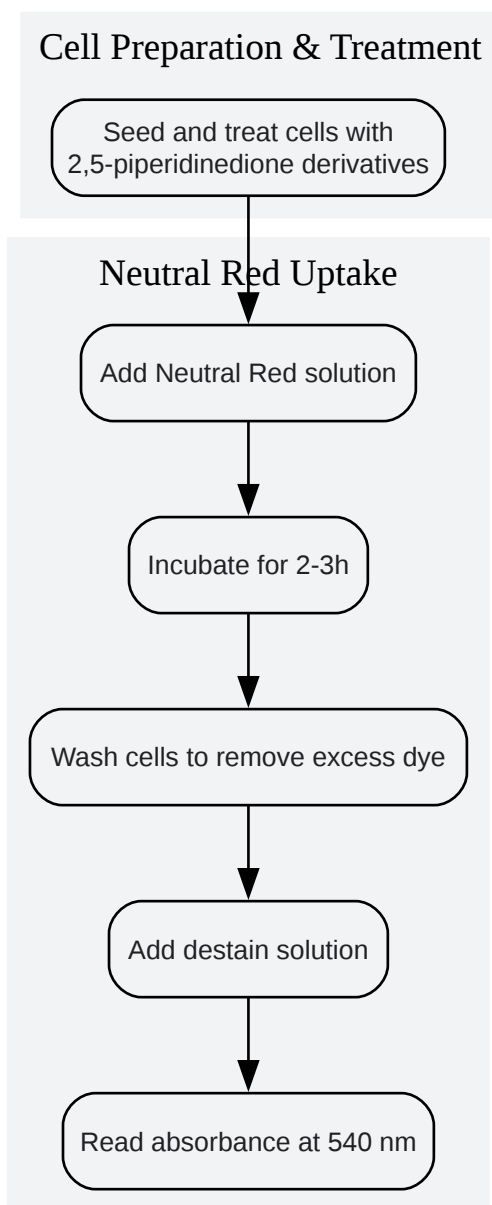 Cell Preparation & Treatment
Seed and treat cells with
2,5-piperidinedione derivatives
Neutral Red Uptake
Add Neutral Red solution
Incubate for 2-3h
Wash cells to remove excess dye
Add destain solution
Read absorbance at 540 nm